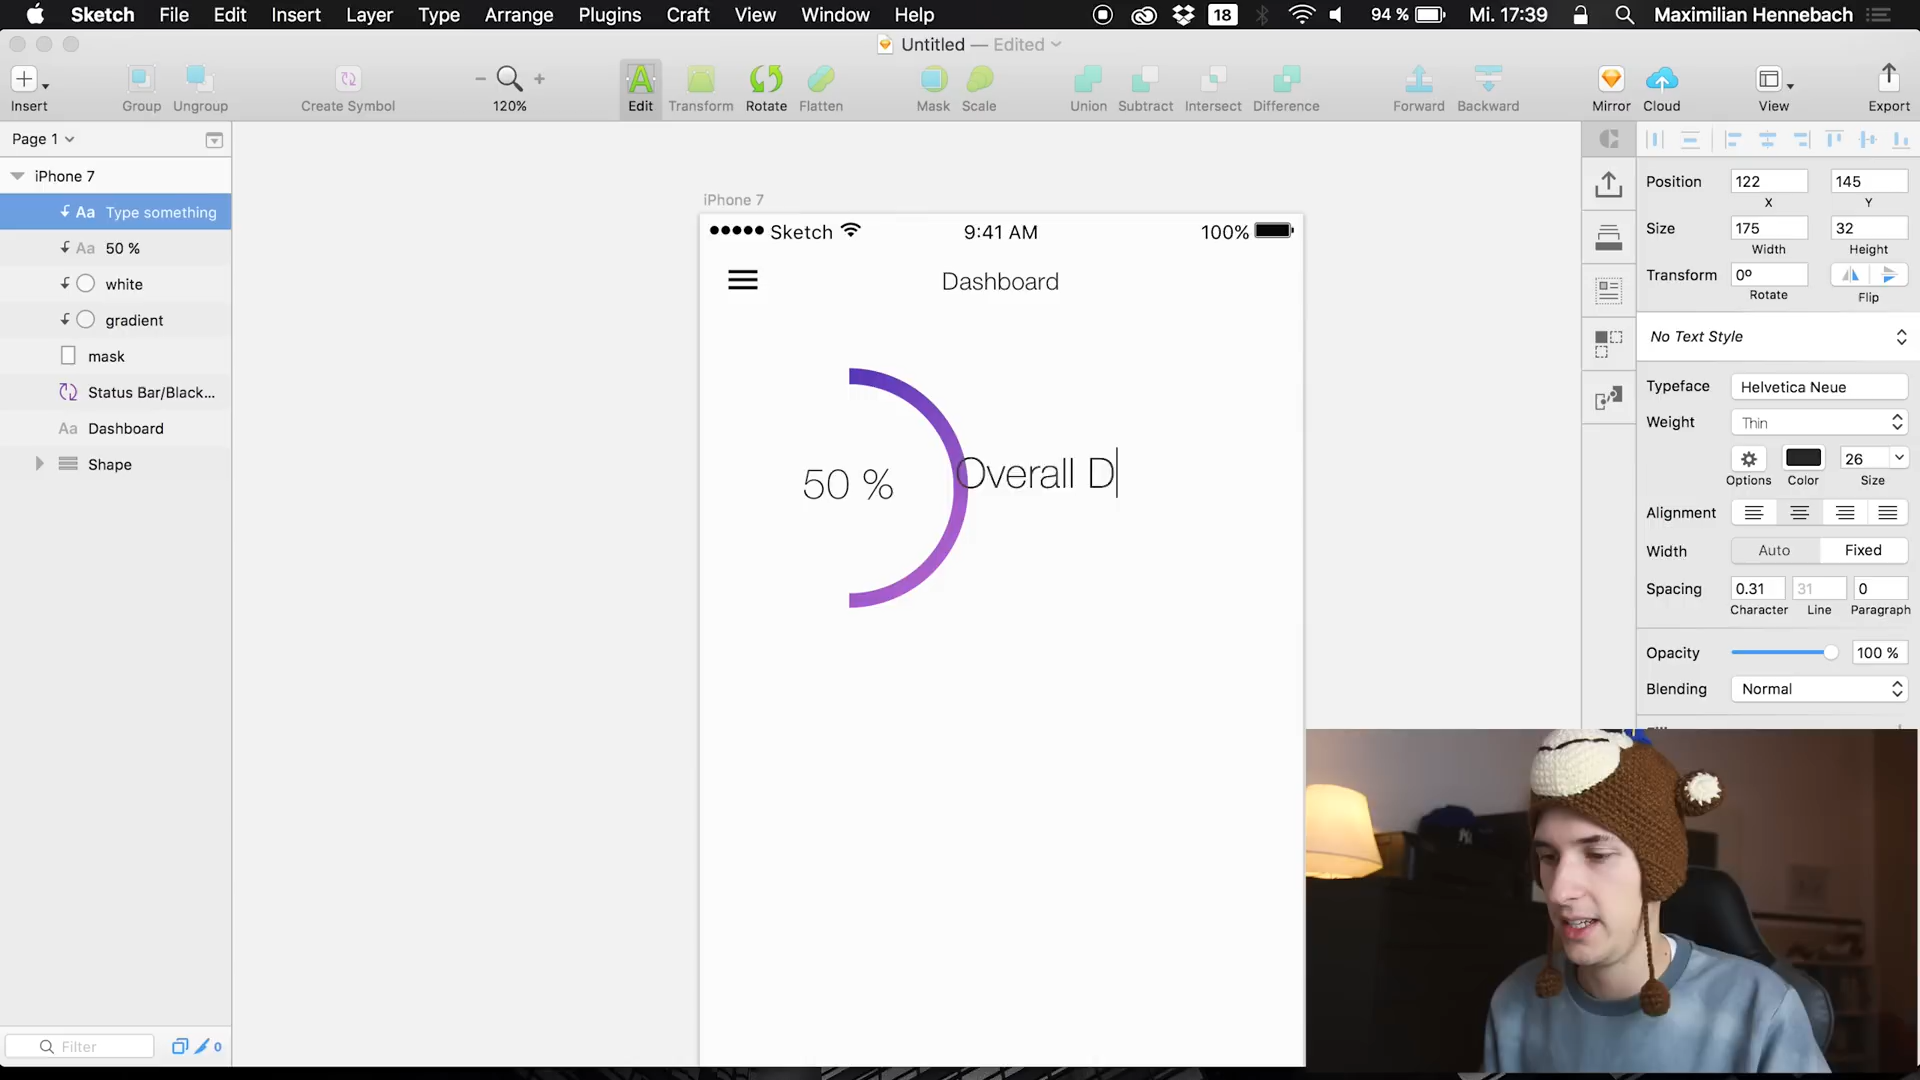 Sketch File Edit Insert Layer Type Arrange Plugins Craft View Window Help 18 94 % Mi. 17:39 Maximilian Hennebach
Untitled — Edited
Insert Group Ungroup Create Symbol 120% Edit Transform Rotate Flatten Mask Scale Union Subtract Intersect Difference Forward Backward Mirror Cloud View Export
Page 1
iPhone 7
Aa Type something
Aa 50 %
white
gradient
mask
Status Bar/Black...
Aa Dashboard
Shape
Filter 0
iPhone 7
Sketch 9:41 AM 100%
Dashboard
50 %
Overall D
Position 122 145
X Y
Size 175 32
Width Height
Transform 0º
Rotate Flip
No Text Style
Typeface Helvetica Neue
Weight Thin
26
Options Color Size
Alignment
Width Auto Fixed
Spacing 0.31 31 0
Character Line Paragraph
Opacity 100 %
Blending Normal